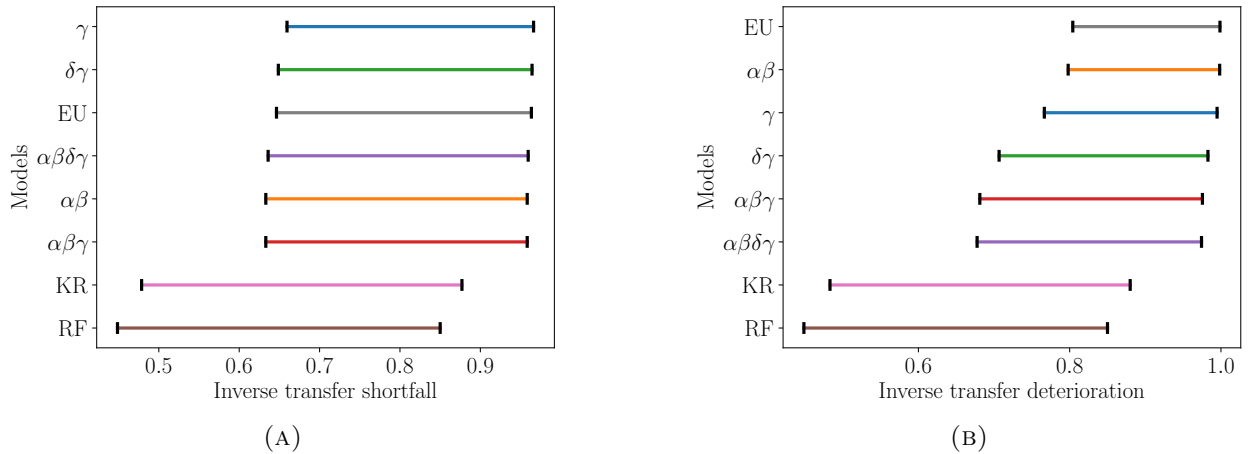 Models
γ
δγ
EU
αβδγ
αβ
αβγ
KR
RF
0.5 0.6 0.7 0.8 0.9
Inverse transfer shortfall
(A)
Models
EU
αβ
γ
δγ
αβγ
αβδγ
KR
RF
0.6 0.8 1.0
Inverse transfer deterioration
(B)